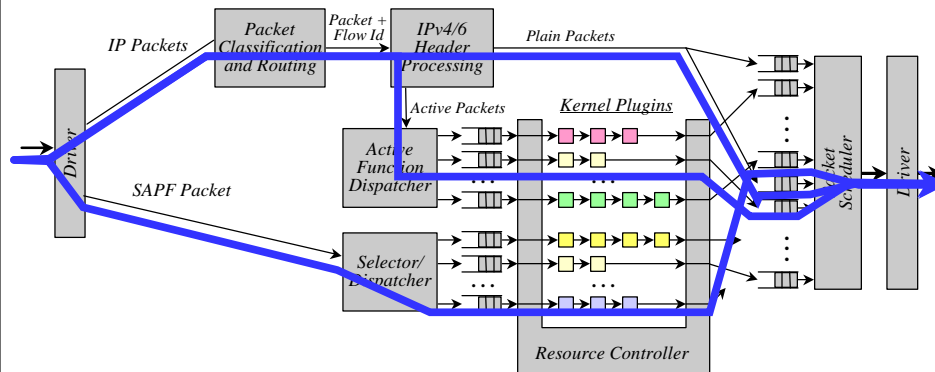 IP Packets
Packet
Classification
and Routing
Packet +
Flow Id
IPv4/6
Header
Processing
Plain Packets
Driver
Active Packets
Kernel Plugins
Active
Function
Dispatcher
SAPF Packet
Selector/
Dispatcher
Resource Controller
Scheduler
Driver